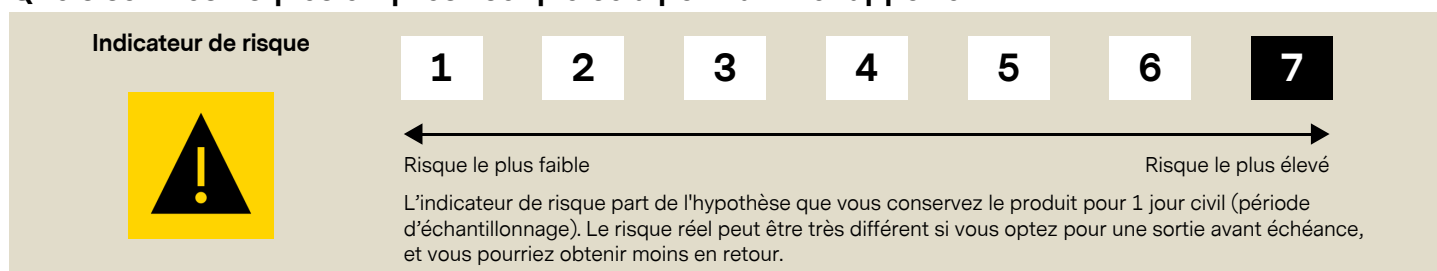 Indicateur de risque
1 2 3 4 5 6 7
Risque le plus faible
Risque le plus élevé
L'indicateur de risque part de l'hypothèse que vous conservez le produit pour 1 jour civil (période
d'échantillonnage). Le risque réel peut être très différent si vous optez pour une sortie avant échéance,
et vous pourriez obtenir moins en retour.